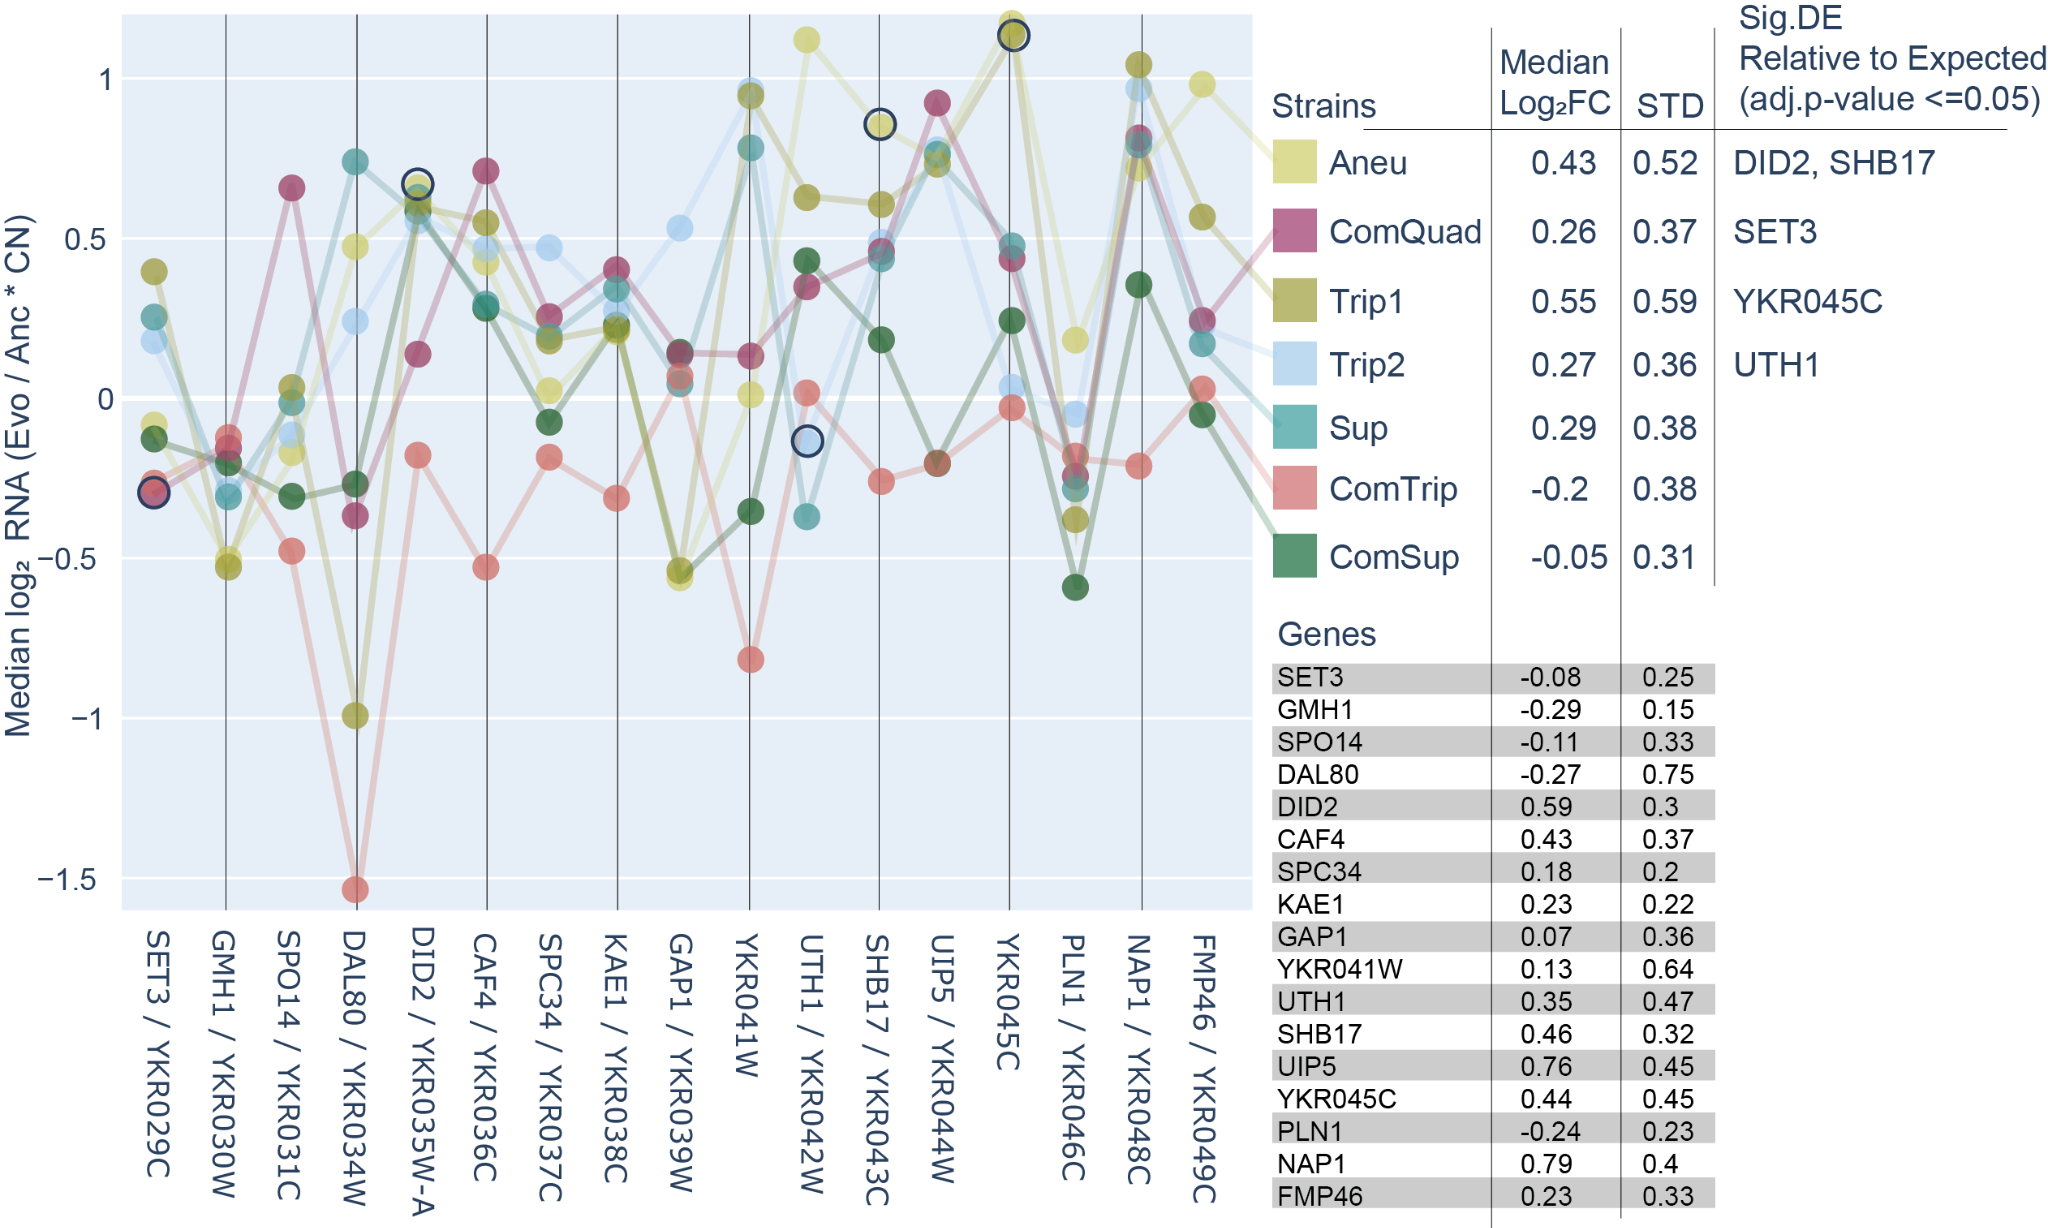 Median log₂ RNA (Evo / Anc * CN)
1
0.5
0
−0.5
−1
−1.5
SET3 / YKR029C
GMH1 / YKR030W
SPO14 / YKR031C
DAL80 / YKR034W
DID2 / YKR035W-A
CAF4 / YKR036C
SPC34 / YKR037C
KAE1 / YKR038C
GAP1 / YKR039W
YKR041W
UTH1 / YKR042W
SHB17 / YKR043C
UIP5 / YKR044W
YKR045C
PLN1 / YKR046C
NAP1 / YKR048C
FMP46 / YKR049C
Sig.DE
Relative to Expected
(adj.p-value <=0.05)
Median
Log₂FC
Strains STD
Aneu 0.43 0.52 DID2, SHB17
ComQuad 0.26 0.37 SET3
Trip1 0.55 0.59 YKR045C
Trip2 0.27 0.36 UTH1
Sup 0.29 0.38
ComTrip -0.2 0.38
ComSup -0.05 0.31
Genes
SET3 -0.08 0.25
GMH1 -0.29 0.15
SPO14 -0.11 0.33
DAL80 -0.27 0.75
DID2 0.59 0.3
CAF4 0.43 0.37
SPC34 0.18 0.2
KAE1 0.23 0.22
GAP1 0.07 0.36
YKR041W 0.13 0.64
UTH1 0.35 0.47
SHB17 0.46 0.32
UIP5 0.76 0.45
YKR045C 0.44 0.45
PLN1 -0.24 0.23
NAP1 0.79 0.4
FMP46 0.23 0.33